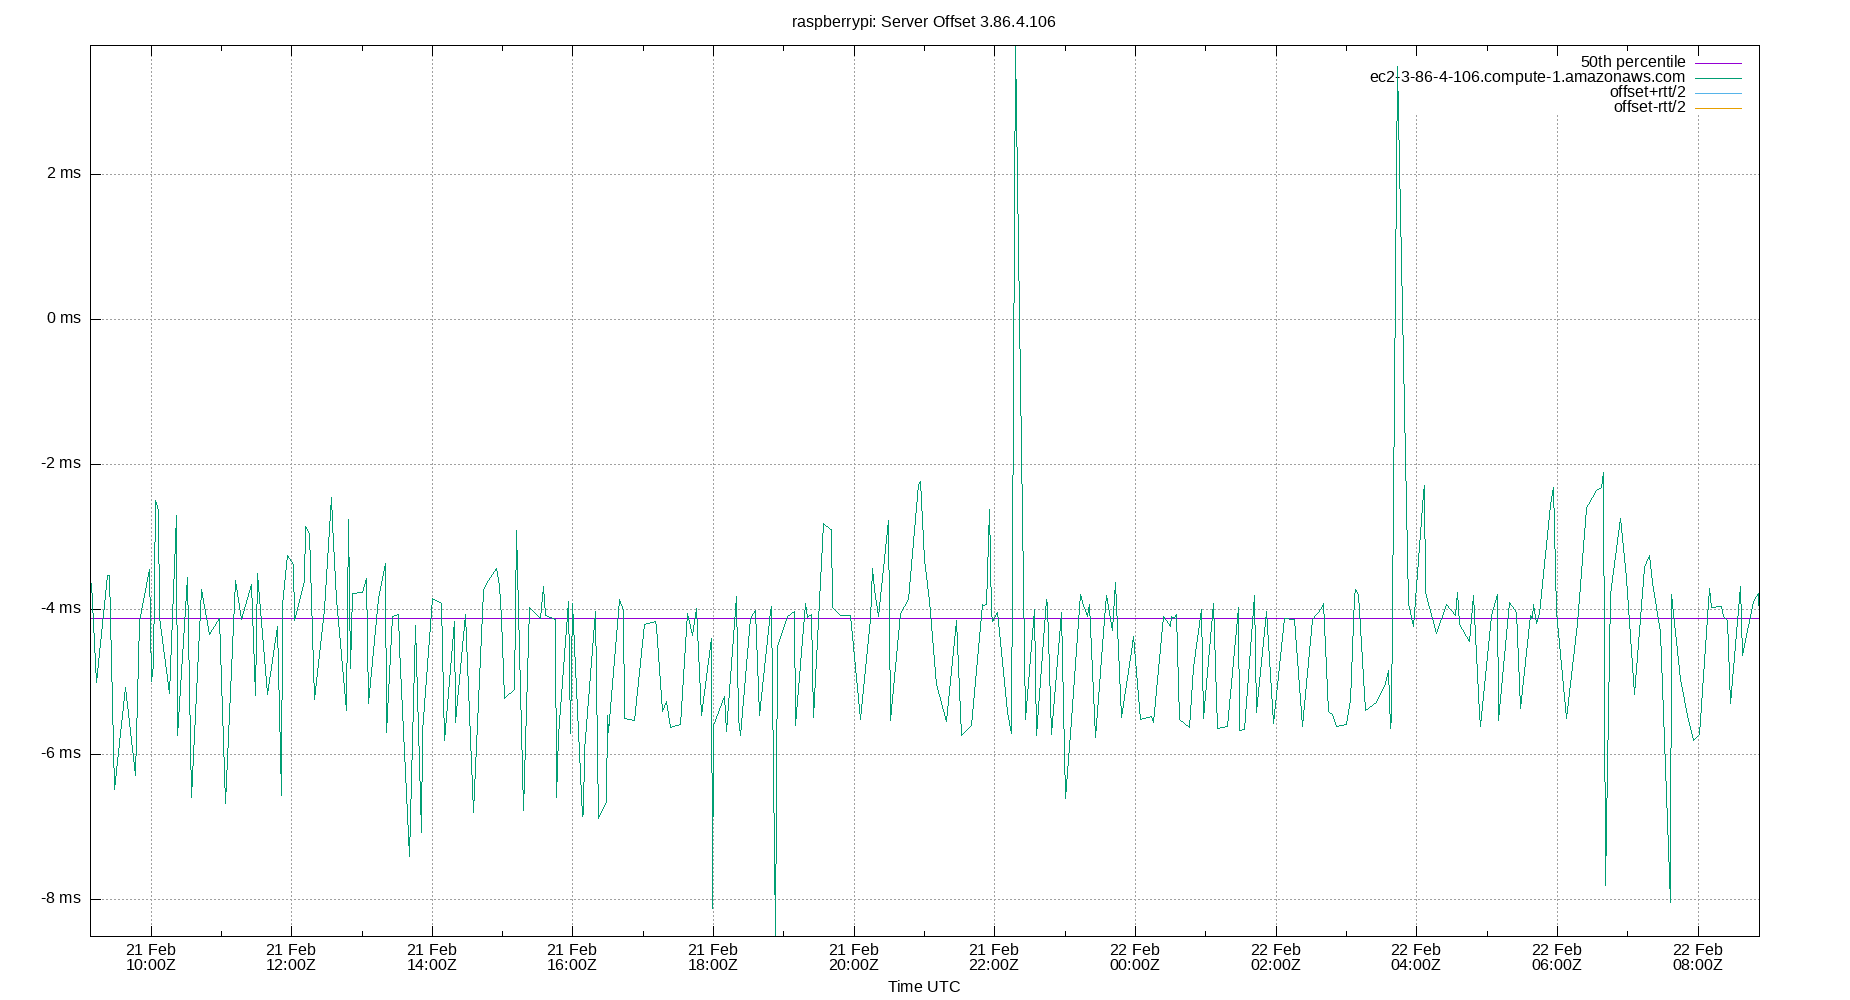 raspberrypi: Server Offset 3.86.4.106
50th percentile
ec2-3-86-4-106.compute-1.amazonaws.com
offset+rtt/2
offset-rtt/2
2 ms
0 ms
-2 ms
-4 ms
-6 ms
-8 ms
21 Feb 21 Feb 21 Feb 21 Feb 21 Feb 21 Feb 21 Feb 22 Feb 22 Feb 22 Feb 22 Feb 22 Feb
10:00Z 12:00Z 14:00Z 16:00Z 18:00Z 20:00Z 22:00Z 00:00Z 02:00Z 04:00Z 06:00Z 08:00Z
Time UTC